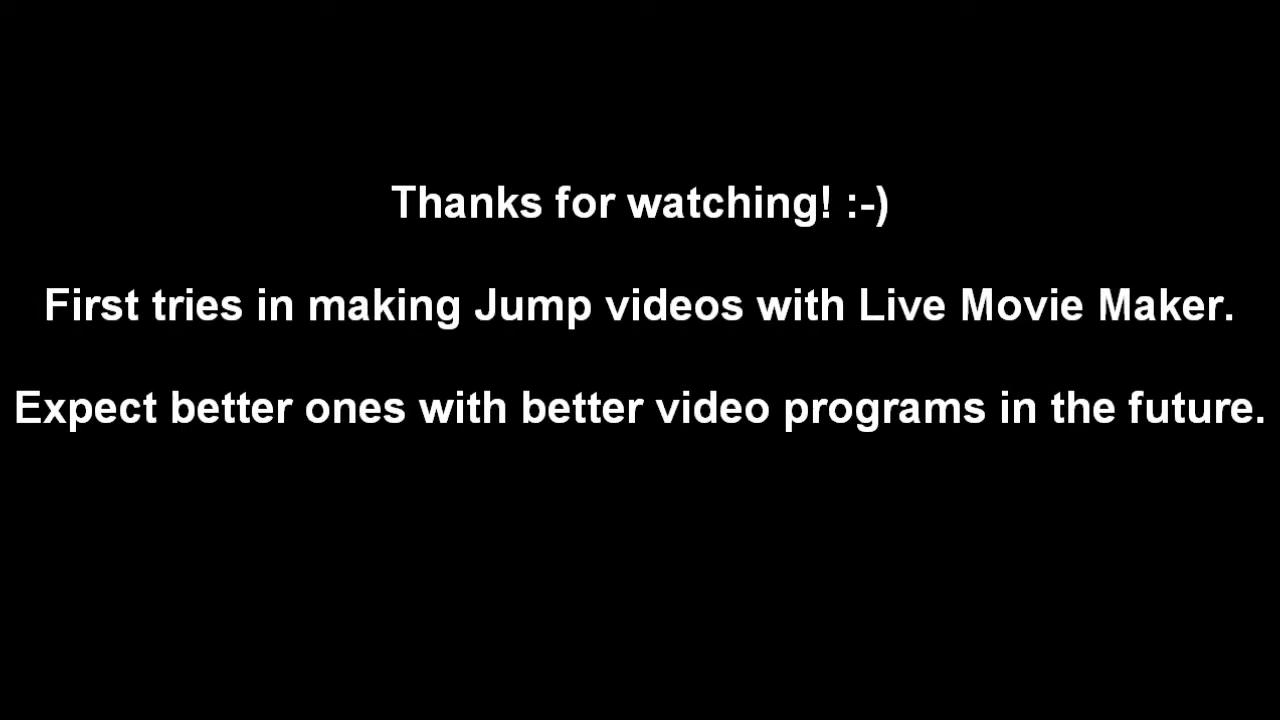 Thanks for watching! :-)
First tries in making Jump videos with Live Movie Maker.
Expect better ones with better video programs in the future.